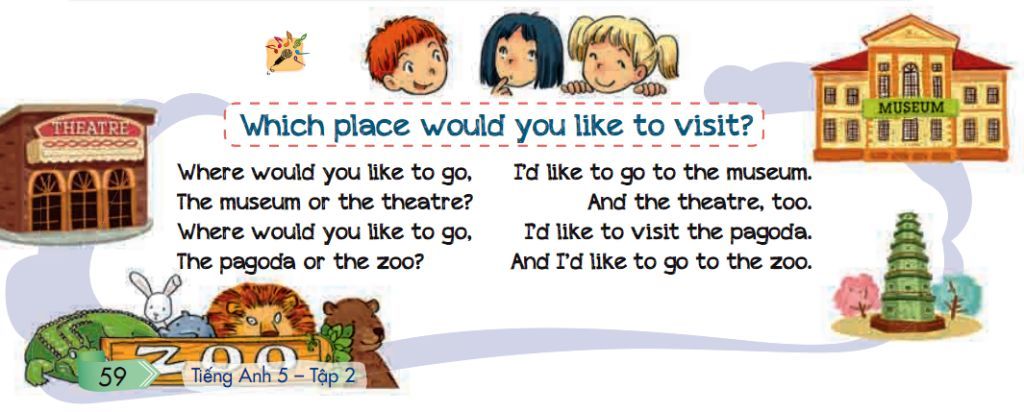 THEATRE
MUSEUM
Which place would you like to visit?
Where would you like to go,
The museum or the theatre?
Where would you like to go,
The pagoda or the zoo?
I'd like to go to the museum.
And the theatre, too.
I'd like to visit the pagoda.
And I'd like to go to the zoo.
ZOO
59
Tiếng Anh 5 – Tập 2